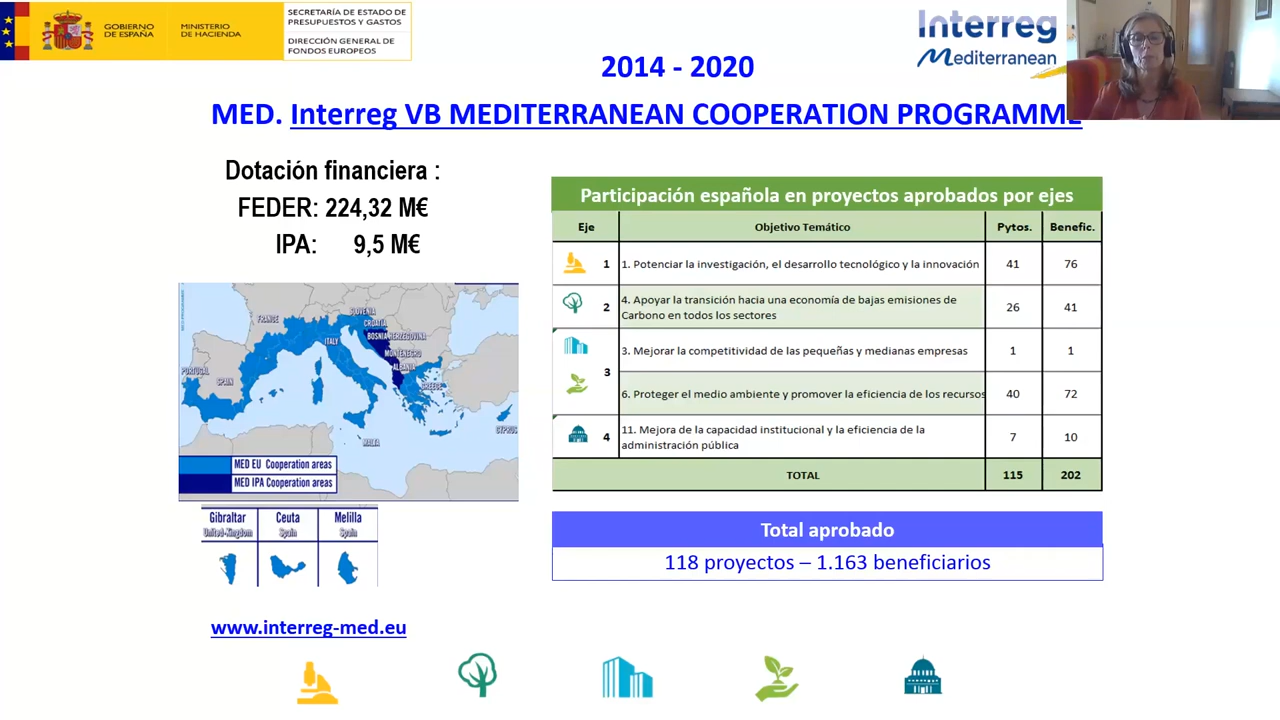 GOBIERNO
DE ESPAÑA
MINISTERIO
DE HACIENDA
SECRETARÍA DE ESTADO DE
PRESUPUESTOS Y GASTOS
DIRECCIÓN GENERAL DE
FONDOS EUROPEOS
Interreg
Mediterranean
2014 - 2020
MED. Interreg VB MEDITERRANEAN COOPERATION PROGRAMME
Dotación financiera :
FEDER: 224,32 M€
IPA: 9,5 M€
FRANCE
SLOVENIA
CROATIA
BOSNIA HERZEGOVINA
ITALY
MONTENEGRO
ALBANIA
PORTUGAL
SPAIN
GREECE
CYPRUS
MALTA
MED EU Cooperation areas
MED IPA Cooperation areas
Gibraltar Ceuta Melilla
United-Kingdom Spain Spain
www.interreg-med.eu
Participación española en proyectos aprobados por ejes
Eje Objetivo Temático Pytos. Benefic.
1 1. Potenciar la investigación, el desarrollo tecnológico y la innovación 41 76
2 4. Apoyar la transición hacia una economía de bajas emisiones de
Carbono en todos los sectores 26 41
3 3. Mejorar la competitividad de las pequeñas y medianas empresas 1 1
6. Proteger el medio ambiente y promover la eficiencia de los recursos 40 72
4 11. Mejora de la capacidad institucional y la eficiencia de la
administración pública 7 10
TOTAL 115 202
Total aprobado
118 proyectos – 1.163 beneficiarios